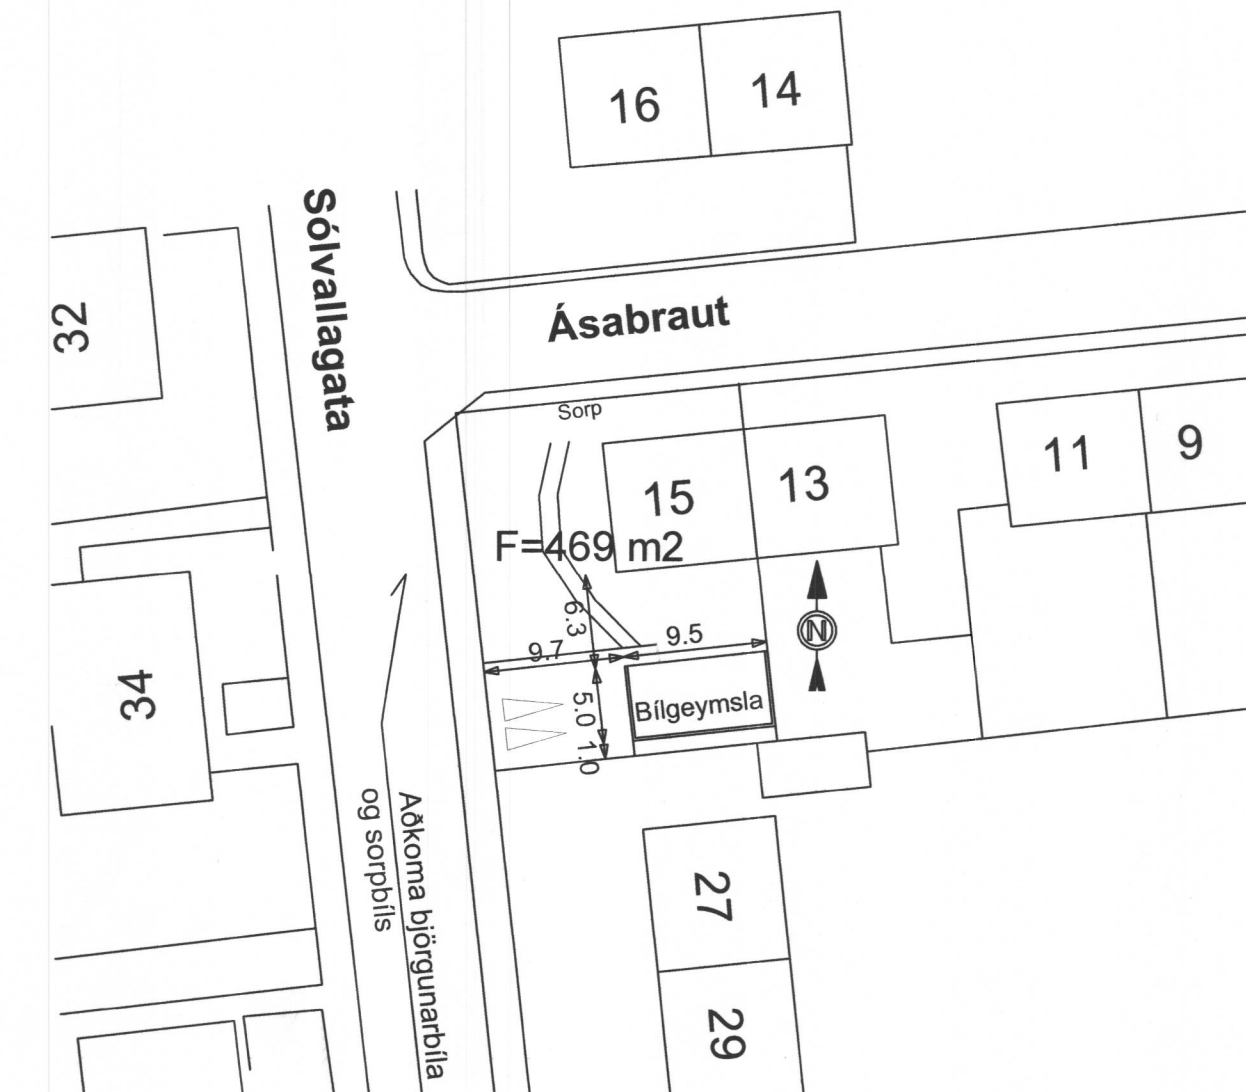 16
14
Sólvallagata
32
Ásabraut
Sorp
15
13
11
9
F=469 m2
6.3
N
9.7
9.5
34
5.0
Bílgeymsla
1.0
Aðkoma björgunarbíla
og sorpbíls
27
29